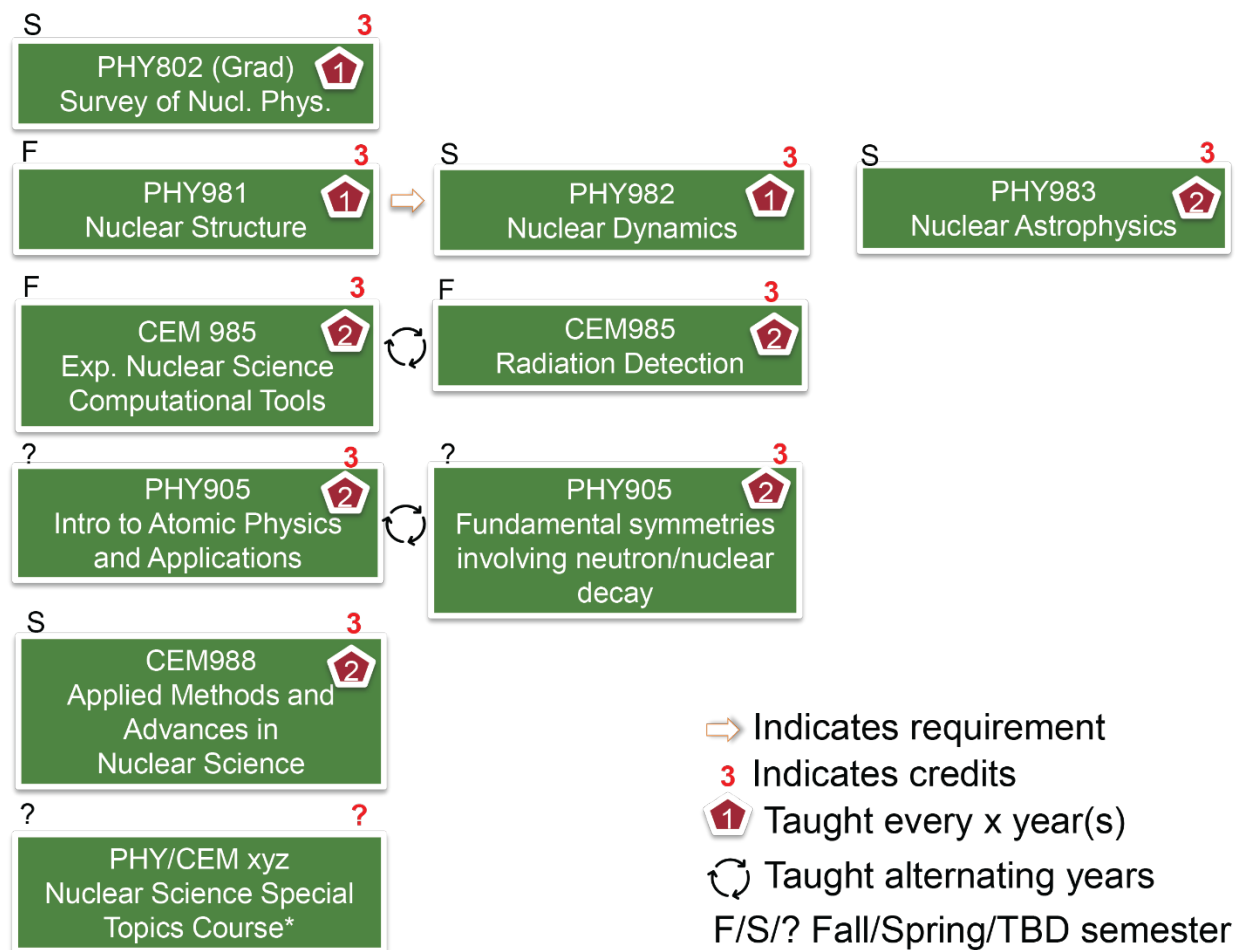 S 3
PHY802 (Grad) 1
Survey of Nucl. Phys.
F 3
PHY981 1
Nuclear Structure
S 3
PHY982 1
Nuclear Dynamics
S 3
PHY983 2
Nuclear Astrophysics
F 3
CEM 985 2
Exp. Nuclear Science
Computational Tools
F 3
CEM985 2
Radiation Detection
? 3
PHY905 2
Intro to Atomic Physics
and Applications
? 3
PHY905 2
Fundamental symmetries
involving neutron/nuclear
decay
S 3
CEM988 2
Applied Methods and
Advances in
Nuclear Science
? ?
PHY/CEM xyz
Nuclear Science Special
Topics Course*
Indicates requirement
3 Indicates credits
1 Taught every x year(s)
Taught alternating years
F/S/? Fall/Spring/TBD semester